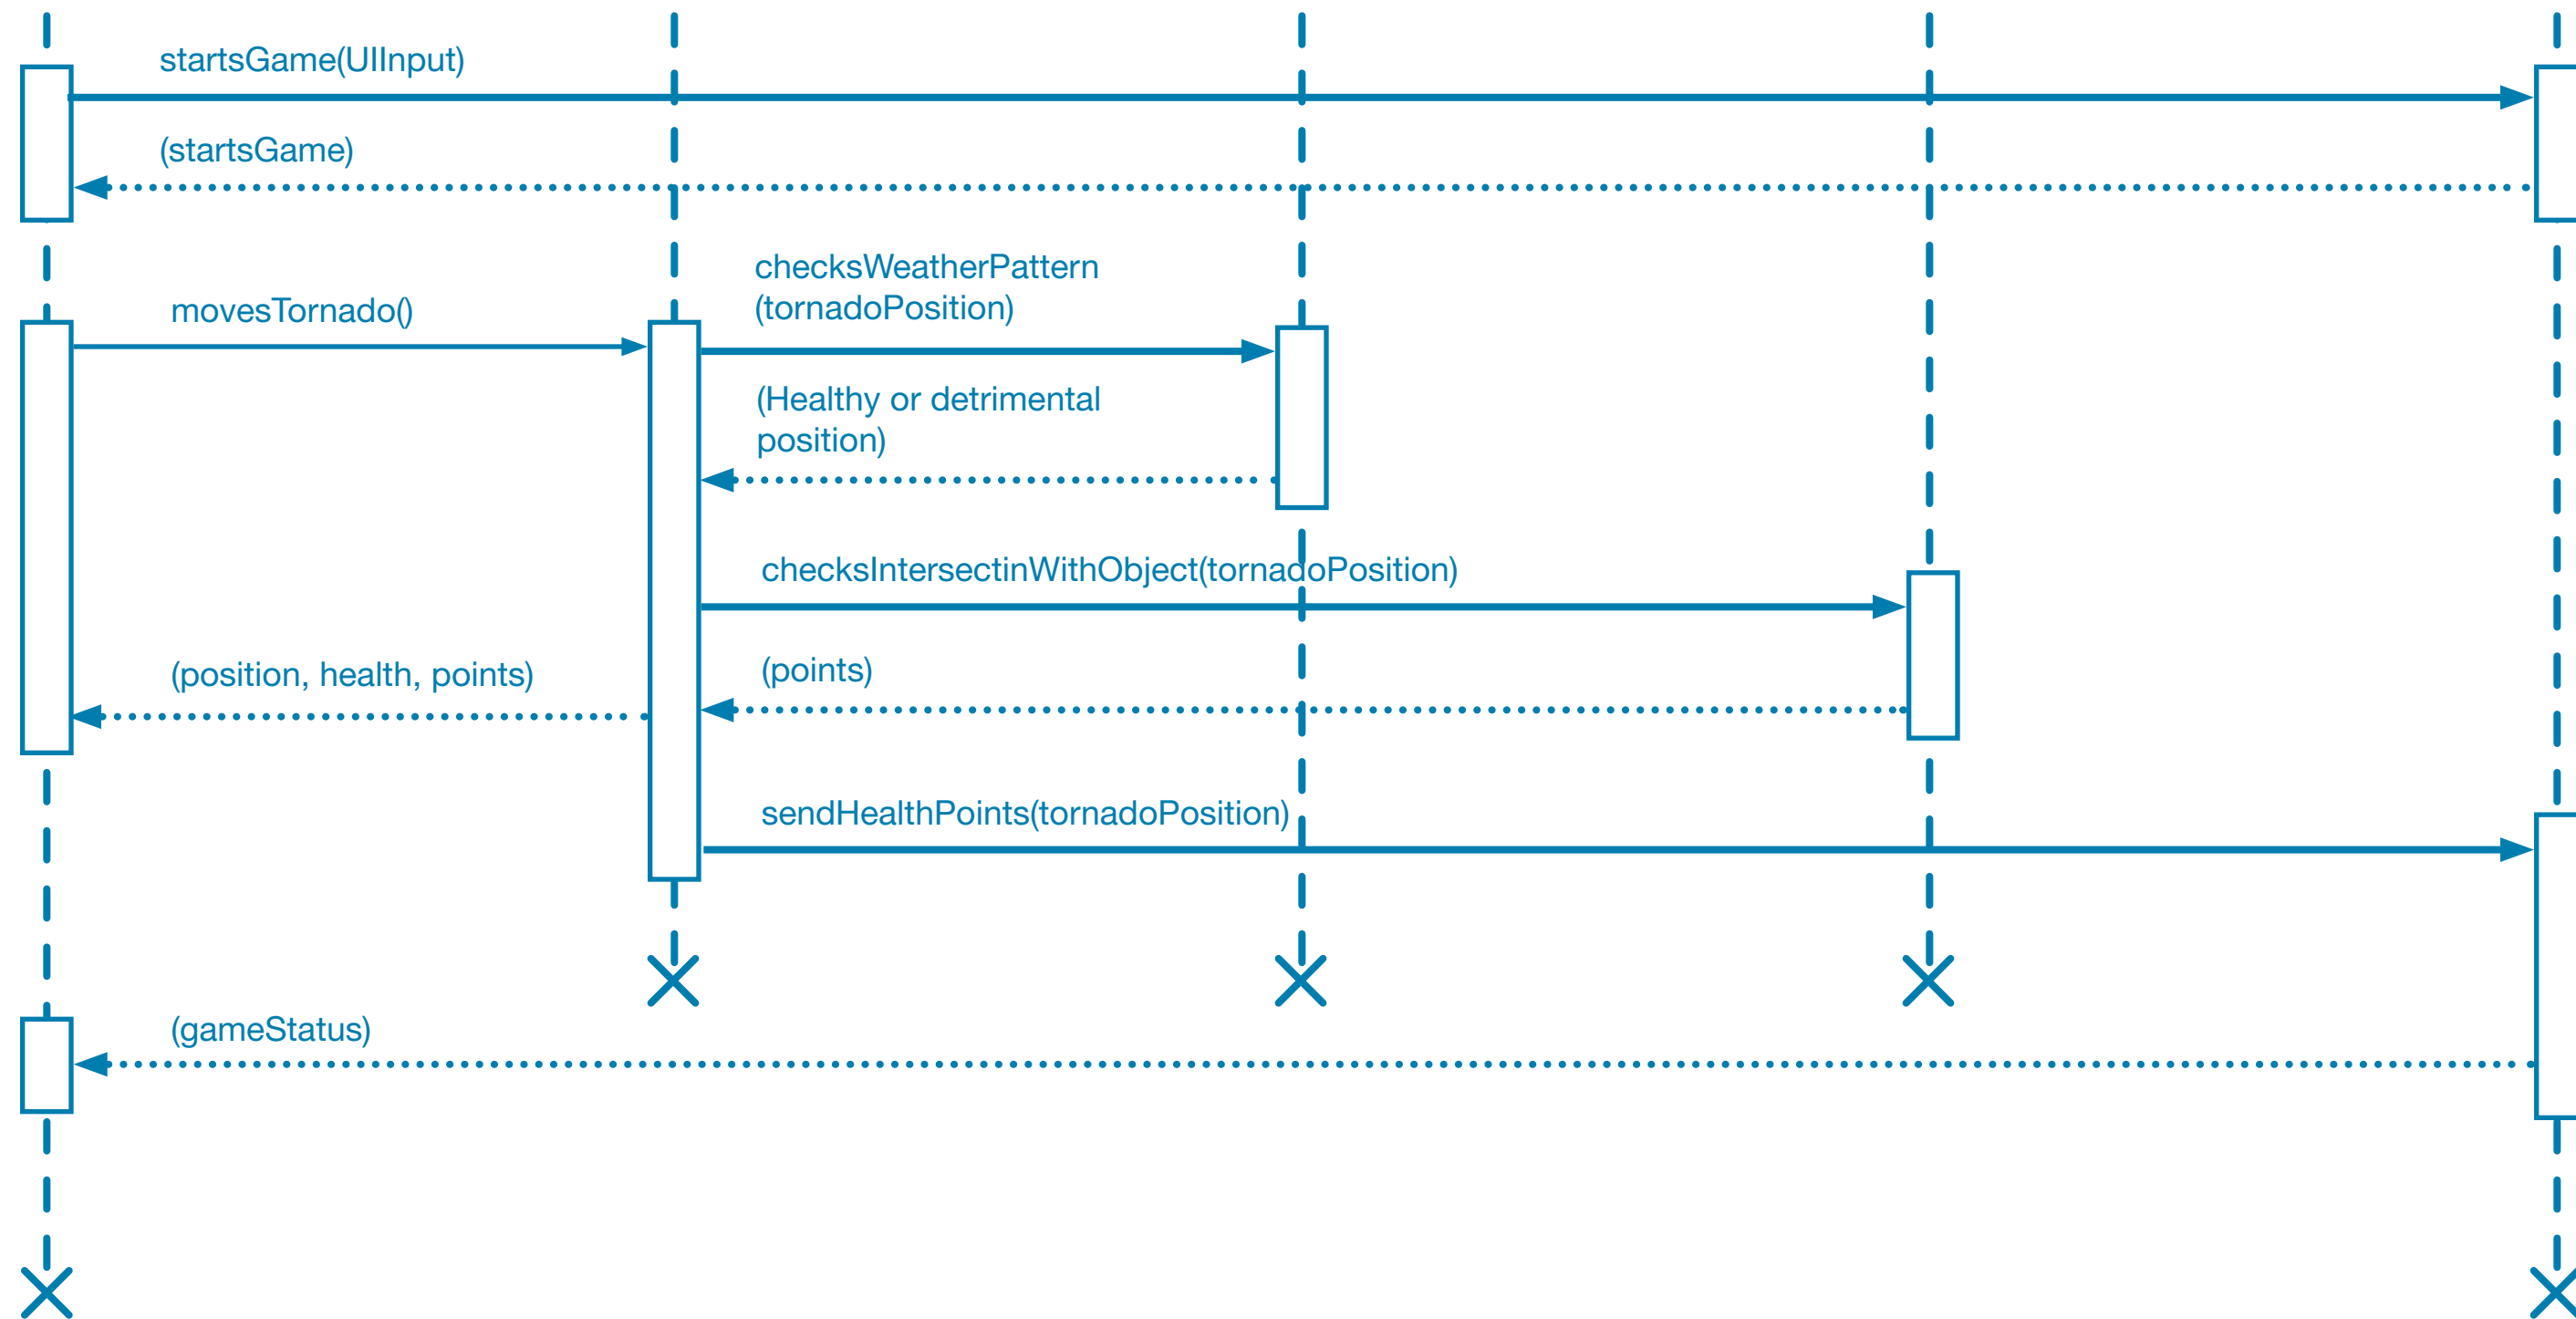 startsGame(UIInput)
(startsGame)
checksWeatherPattern
(tornadoPosition)
movesTornado()
(Healthy or detrimental
position)
checksIntersectinWithObject(tornadoPosition)
(position, health, points)
(points)
sendHealthPoints(tornadoPosition)
(gameStatus)